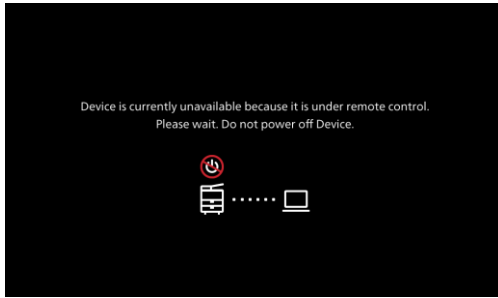 Device is currently unavailable because it is under remote control.
Please wait. Do not power off Device.